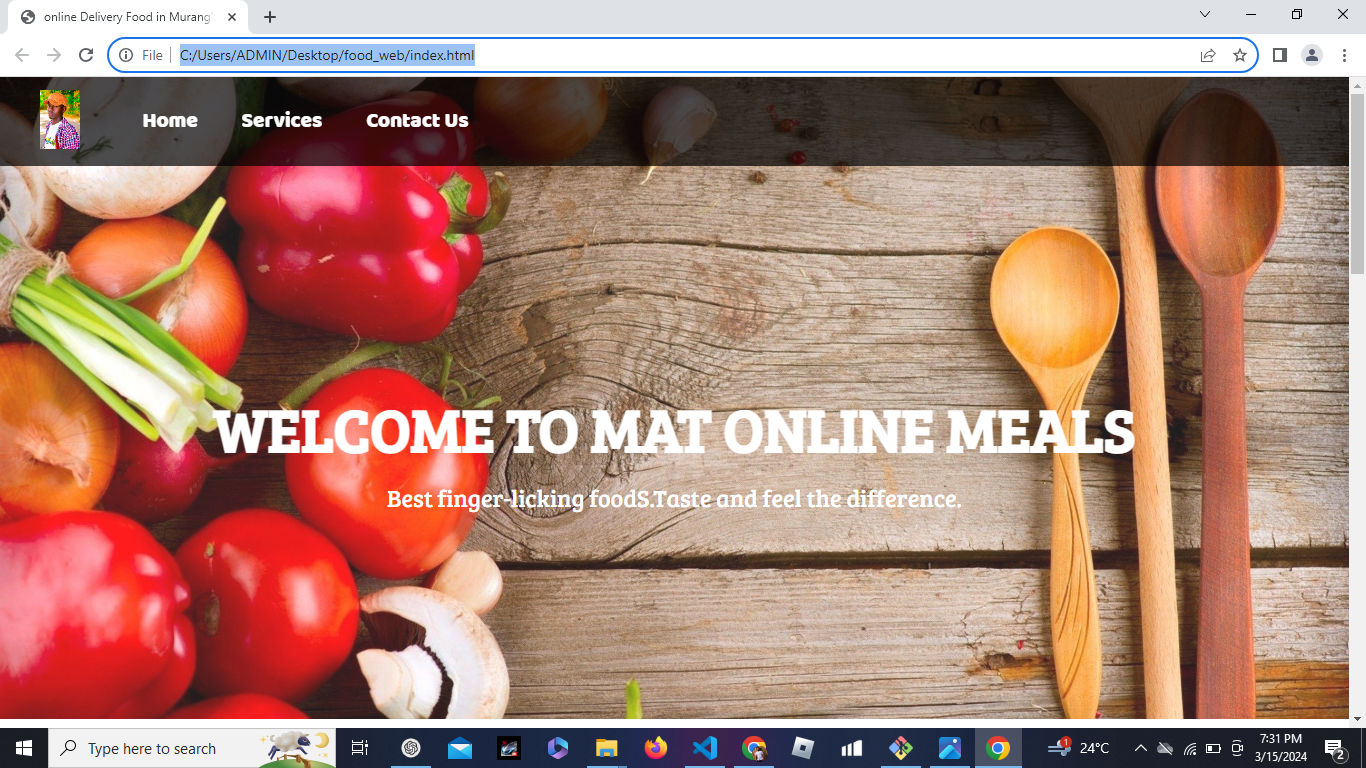 online Delivery Food in Murang'
File
C:/Users/ADMIN/Desktop/food_web/index.html
Home Services Contact Us
WELCOME TO MAT ONLINE MEALS
Best finger-licking foodS.Taste and feel the difference.
Type here to search
1
24°C
7:31 PM
3/15/2024
2